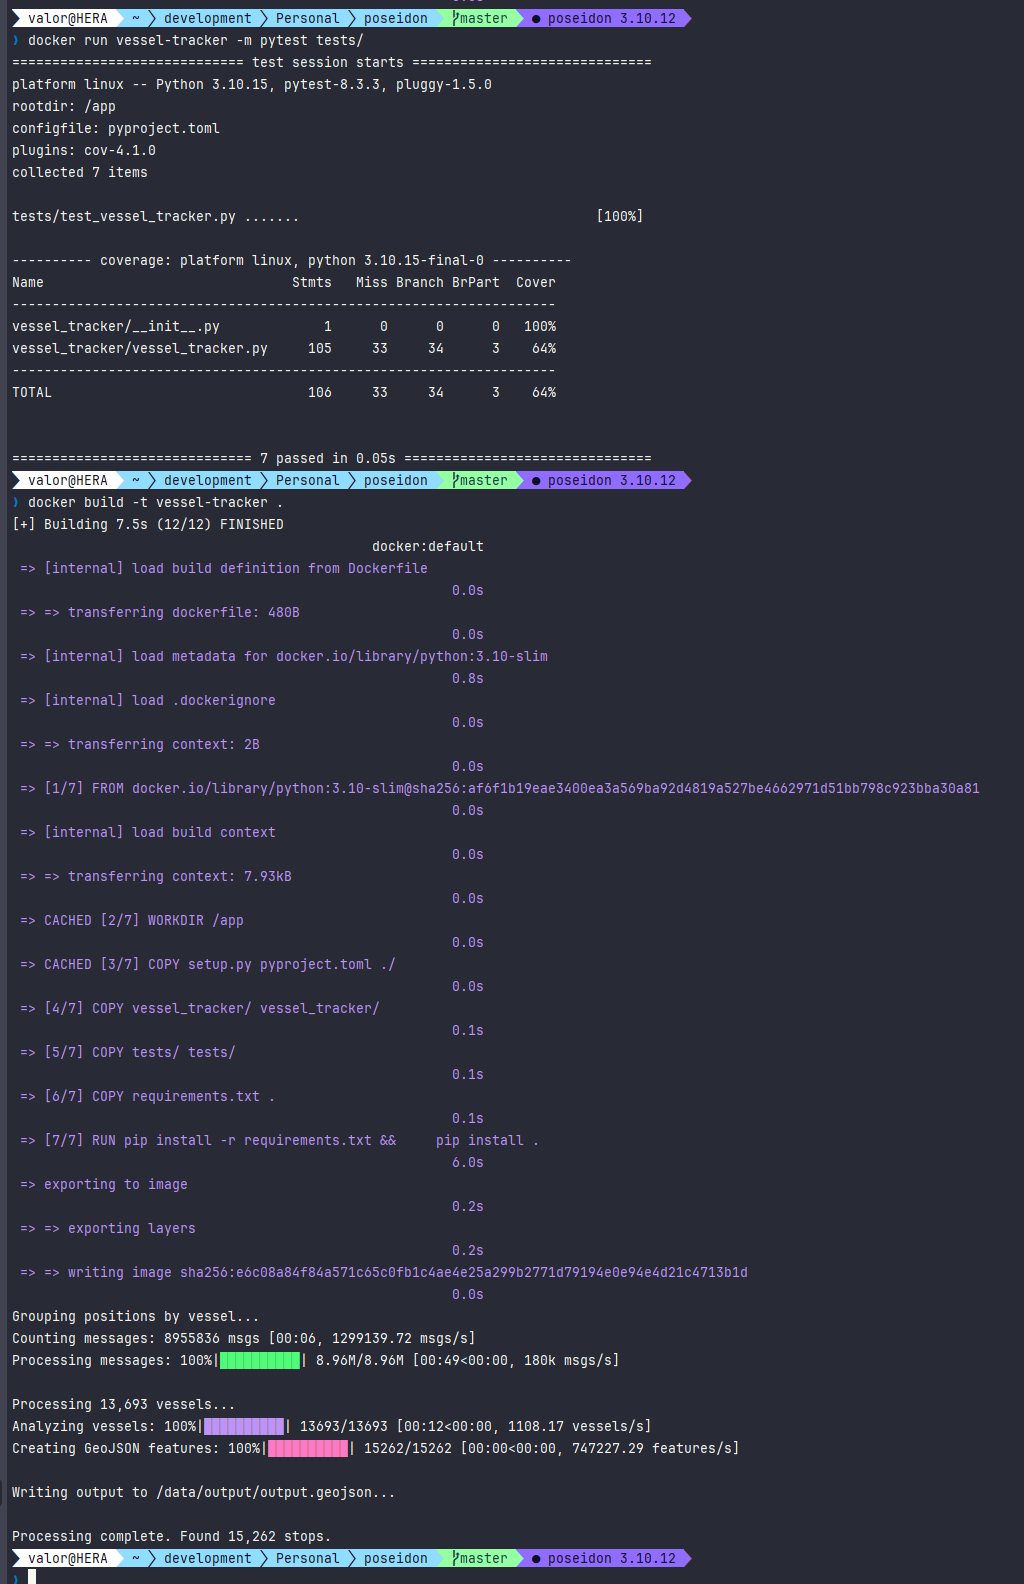 valor@HERA ~ development Personal poseidon master ● poseidon 3.10.12
❯ docker run vessel-tracker -m pytest tests/
============================= test session starts ==============================
platform linux -- Python 3.10.15, pytest-8.3.3, pluggy-1.5.0
rootdir: /app
configfile: pyproject.toml
plugins: cov-4.1.0
collected 7 items
tests/test_vessel_tracker.py ....... [100%]
---------- coverage: platform linux, python 3.10.15-final-0 ----------
Name Stmts Miss Branch BrPart Cover
--------------------------------------------------------------------
vessel_tracker/__init__.py 1 0 0 0 100%
vessel_tracker/vessel_tracker.py 105 33 34 3 64%
--------------------------------------------------------------------
TOTAL 106 33 34 3 64%
============================== 7 passed in 0.05s ===============================
valor@HERA ~ development Personal poseidon master ● poseidon 3.10.12
❯ docker build -t vessel-tracker .
[+] Building 7.5s (12/12) FINISHED
docker:default
=> [internal] load build definition from Dockerfile
0.0s
=> => transferring dockerfile: 480B
0.0s
=> [internal] load metadata for docker.io/library/python:3.10-slim
0.8s
=> [internal] load .dockerignore
0.0s
=> => transferring context: 2B
0.0s
=> [1/7] FROM docker.io/library/python:3.10-slim@sha256:af6f1b19eae3400ea3a569ba92d4819a527be4662971d51bb798c923bba30a81
0.0s
=> [internal] load build context
0.0s
=> => transferring context: 7.93kB
0.0s
=> CACHED [2/7] WORKDIR /app
0.0s
=> CACHED [3/7] COPY setup.py pyproject.toml ./
0.0s
=> [4/7] COPY vessel_tracker/ vessel_tracker/
0.1s
=> [5/7] COPY tests/ tests/
0.1s
=> [6/7] COPY requirements.txt .
0.1s
=> [7/7] RUN pip install -r requirements.txt &&     pip install .
6.0s
=> exporting to image
0.2s
=> => exporting layers
0.2s
=> => writing image sha256:e6c08a84f84a571c65c0fb1c4ae4e25a299b2771d79194e0e94e4d21c4713b1d
0.0s
Grouping positions by vessel...
Counting messages: 8955836 msgs [00:06, 1299139.72 msgs/s]
Processing messages: 100%|██████████| 8.96M/8.96M [00:49<00:00, 180k msgs/s]
Processing 13,693 vessels...
Analyzing vessels: 100%|██████████| 13693/13693 [00:12<00:00, 1108.17 vessels/s]
Creating GeoJSON features: 100%|██████████| 15262/15262 [00:00<00:00, 747227.29 features/s]
Writing output to /data/output/output.geojson...
Processing complete. Found 15,262 stops.
valor@HERA ~ development Personal poseidon master ● poseidon 3.10.12
❯